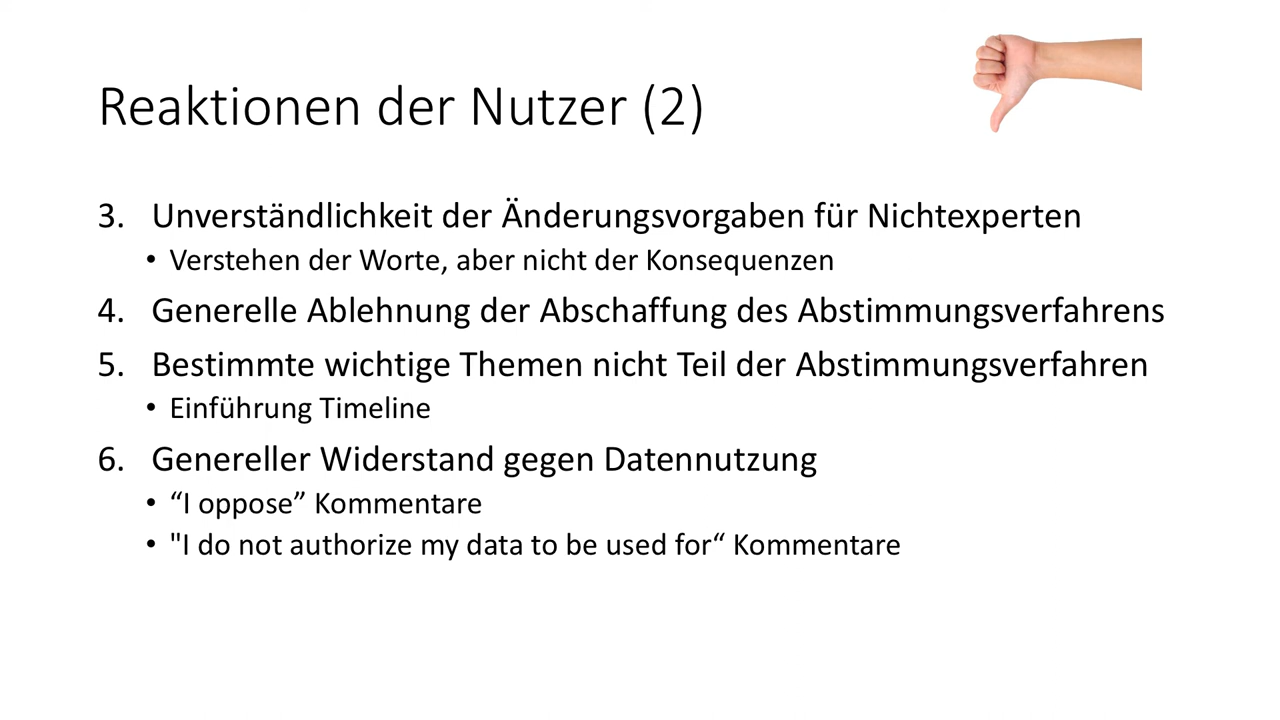 Reaktionen der Nutzer (2)
3. Unverständlichkeit der Änderungsvorgaben für Nichtexperten
• Verstehen der Worte, aber nicht der Konsequenzen
4. Generelle Ablehnung der Abschaffung des Abstimmungsverfahrens
5. Bestimmte wichtige Themen nicht Teil der Abstimmungsverfahren
• Einführung Timeline
6. Genereller Widerstand gegen Datennutzung
• “I oppose” Kommentare
• "I do not authorize my data to be used for“ Kommentare